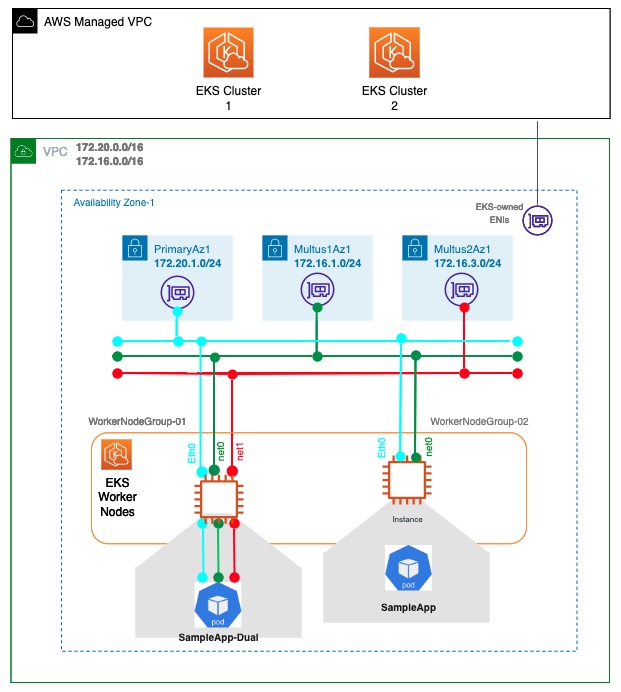 AWS Managed VPC
EKS Cluster
1
EKS Cluster
2
VPC
172.20.0.0/16
172.16.0.0/16
Availability Zone-1
EKS-owned
ENIs
PrimaryAz1
172.20.1.0/24
Multus1Az1
172.16.1.0/24
Multus2Az1
172.16.3.0/24
WorkerNodeGroup-01
WorkerNodeGroup-02
Eth0
net0
net1
Eth0
net0
EKS
Worker
Nodes
Instance
pod
SampleApp-Dual
pod
SampleApp